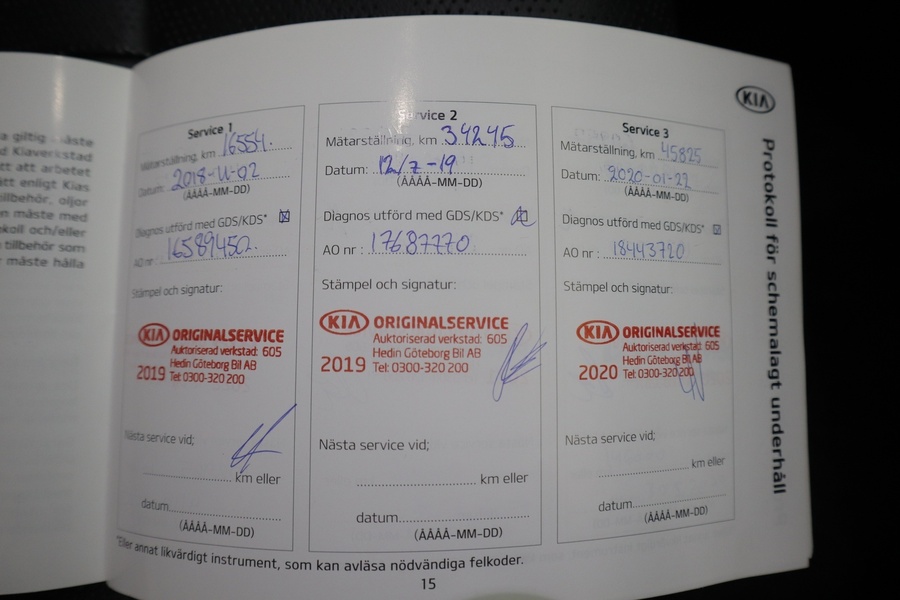 a giltig
d Kiaverkstad
tt att arbetet
ätt enligt Kias
illbehör, oljor
n måste med
okoll och/eller
tillbehör som
måste hålla
KIA
Protokoll för schemalagt underhåll
Service 1
Mätarställning, km 16554.
Datum: 2018-11-02
(ÅÅÅÅ-MM-DD)
Diagnos utförd med GDS/KDS*
AO nr : 16589450.
Stämpel och signatur:
KIA ORIGINALSERVICE
Auktoriserad verkstad: 605
Hedin Göteborg Bil AB
2019 Tel: 0300-320 200
Nästa service vid;
km eller
datum
(ÅÅÅÅ-MM-DD)
Service 2
Mätarställning, km 34245
Datum: 12/7-19
(ÅÅÅÅ-MM-DD)
Diagnos utförd med GDS/KDS*
AO nr : 17687770
Stämpel och signatur:
KIA ORIGINALSERVICE
Auktoriserad verkstad: 605
Hedin Göteborg Bil AB
2019 Tel: 0300-320 200
Nästa service vid;
km eller
datum
(ÅÅÅÅ-MM-DD)
Service 3
Mätarställning, km 45825
Datum: 2020-01-22
(ÅÅÅÅ-MM-DD)
Diagnos utförd med GDS/KDS*
AO nr : 18443720
Stämpel och signatur:
KIA ORIGINALSERVICE
Auktoriserad verkstad: 605
Hedin Göteborg Bil AB
2020 Tel: 0300-320 200
Nästa service vid;
km eller
datum
(ÅÅÅÅ-MM-DD)
*Eller annat likvärdigt instrument, som kan avläsa nödvändiga felkoder.
15